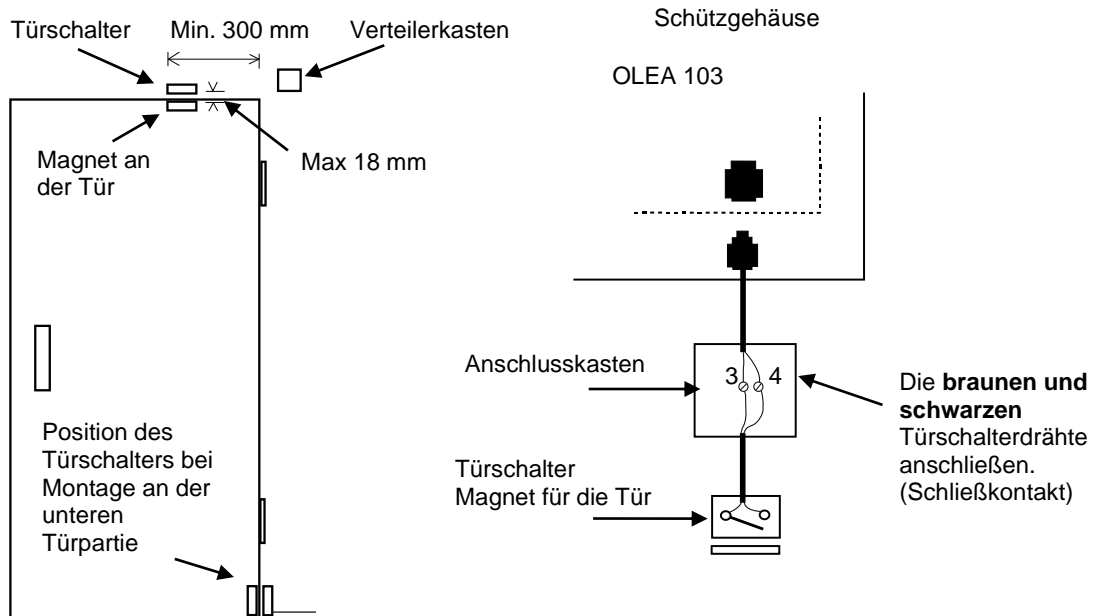 Türschalter
Min. 300 mm
Verteilerkasten
Magnet an
der Tür
Max 18 mm
Position des
Türschalters bei
Montage an der
unteren
Türpartie
Schützgehäuse
OLEA 103
Anschlusskasten
3
4
Die braunen und
schwarzen
Türschalterdrähte
anschließen.
(Schließkontakt)
Türschalter
Magnet für die Tür